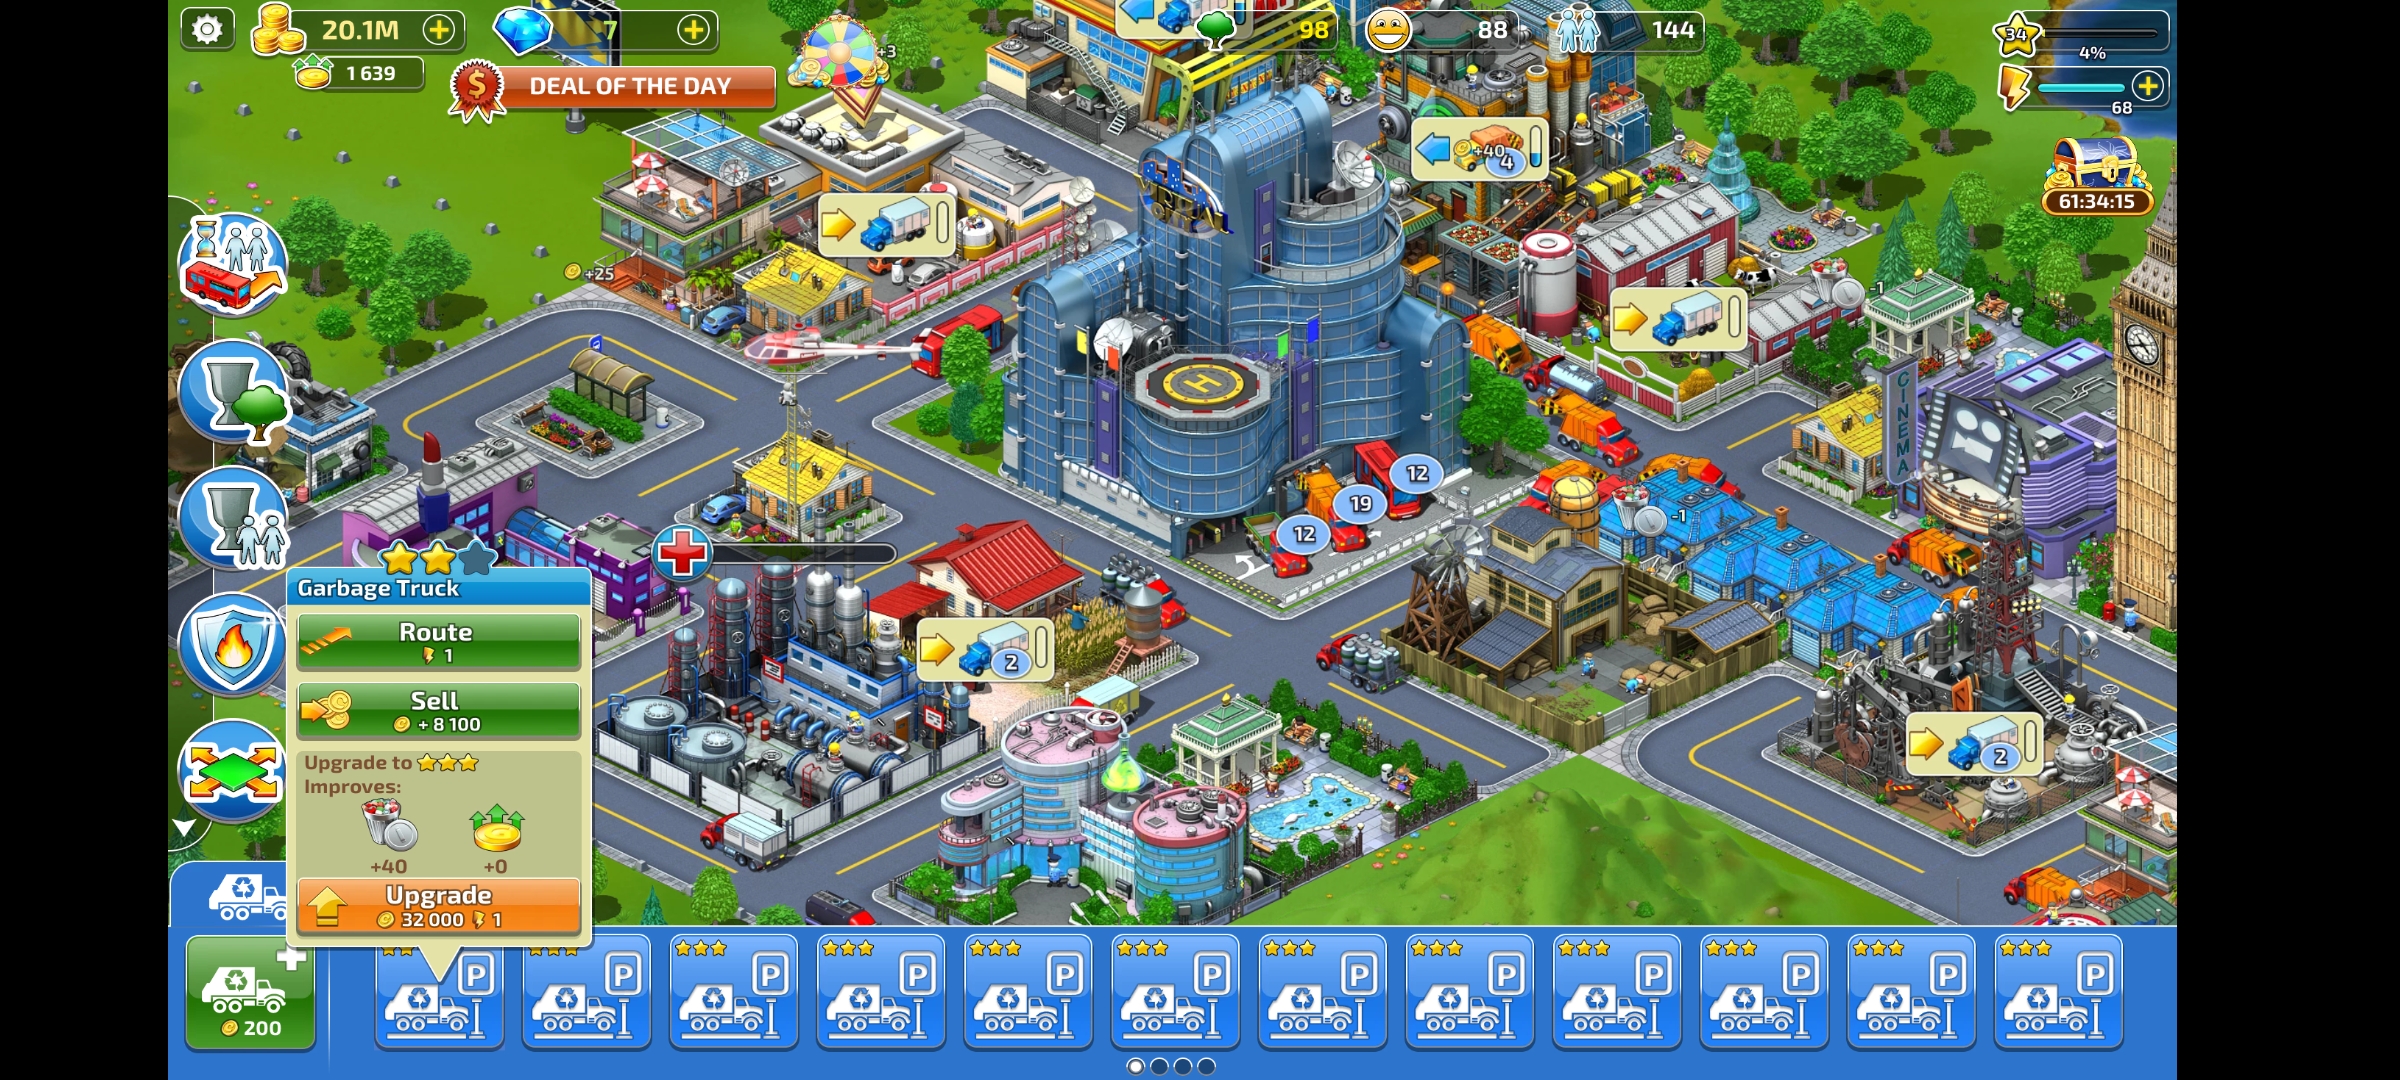 20.1M
7
98
88
144
34
4%
1 639
DEAL OF THE DAY
+3
68
61:34:15
+40
4
+25
-1
CINEMA
H
12
19
12
-1
2
2
Garbage Truck
Route
1
Sell
+ 8 100
Upgrade to
Improves:
+40
+0
Upgrade
32 000
1
200
P
P
P
P
P
P
P
P
P
P
P
P